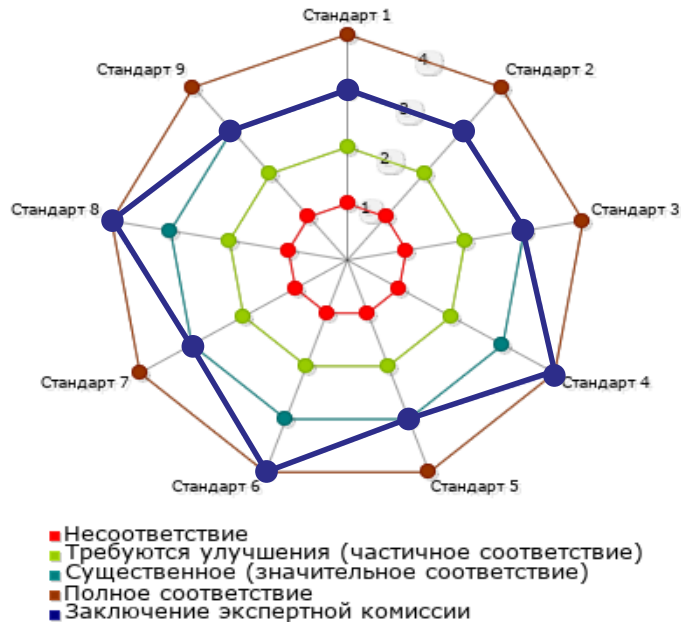 Стандарт 1
4
Стандарт 9
Стандарт 2
3
2
1
Стандарт 8
Стандарт 3
Стандарт 7
Стандарт 4
Стандарт 6
Стандарт 5
Несоответствие
Требуются улучшения (частичное соответствие)
Существенное (значительное соответствие)
Полное соответствие
Заключение экспертной комиссии